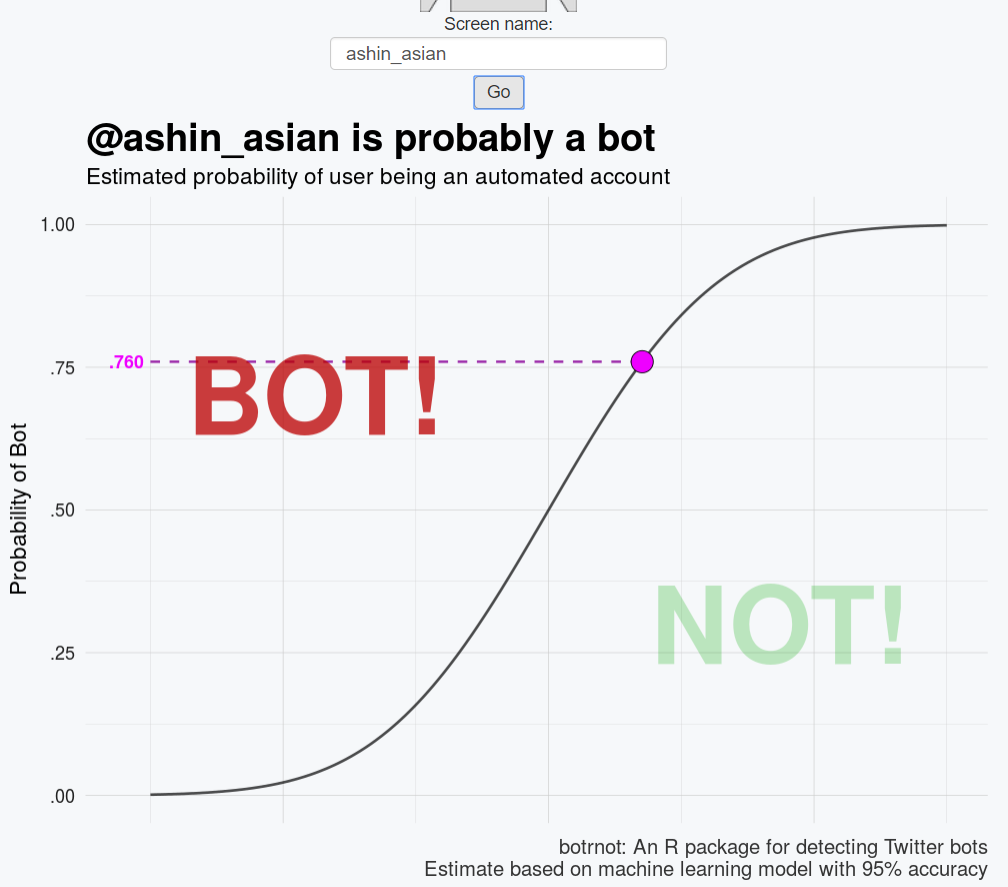 Screen name:
ashin_asian
Go
@ashin_asian is probably a bot
Estimated probability of user being an automated account
1.00
.760
.75
BOT!
Probability of Bot
.50
NOT!
.25
.00
botrnot: An R package for detecting Twitter bots
Estimate based on machine learning model with 95% accuracy